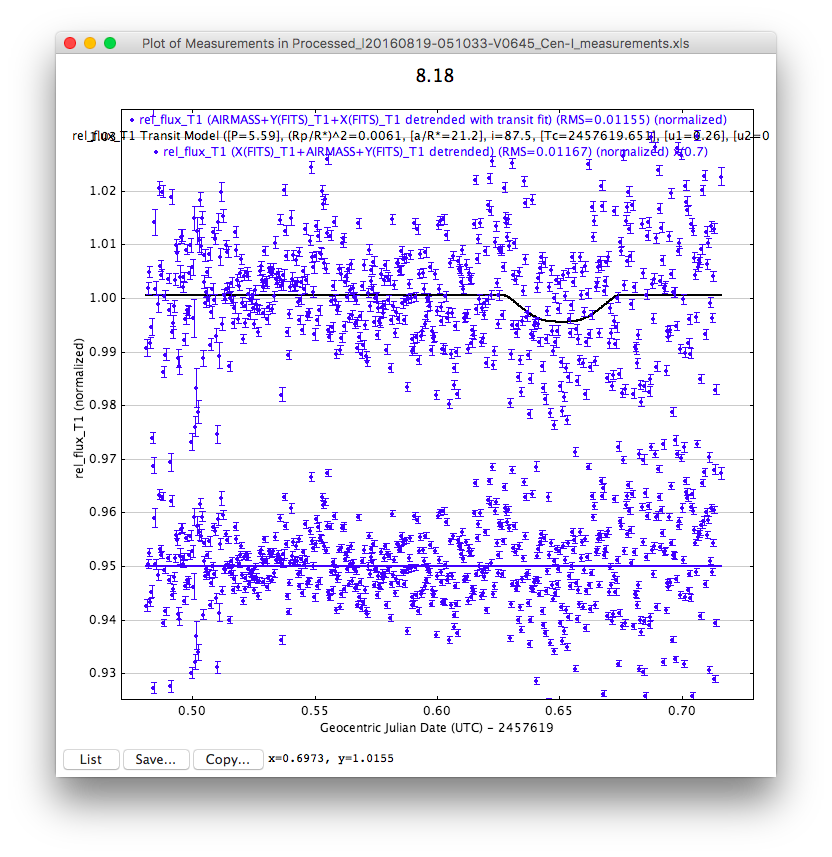 Plot of Measurements in Processed_I20160819-051033-V0645_Cen-I_measurements.xls
8.18
rel_flux_T1 (AIRMASS+Y(FITS)_T1+X(FITS)_T1 detrended with transit fit) (RMS=0.01155) (normalized)
rel_flux_T1 Transit Model ([P=5.59], (Rp/R*)^2=0.0061, [a/R*=21.2], i=87.5, [Tc=2457619.651], [u1=0.26], [u2=0
rel_flux_T1 (X(FITS)_T1+AIRMASS+Y(FITS)_T1 detrended) (RMS=0.01167) (normalized)
1.03
1.02
1.01
1.00
0.99
0.98
0.97
0.96
0.95
0.94
0.93
rel_flux_T1 (normalized)
0.50 0.55 0.60 0.65 0.70
Geocentric Julian Date (UTC) - 2457619
List Save... Copy... x=0.6973, y=1.0155